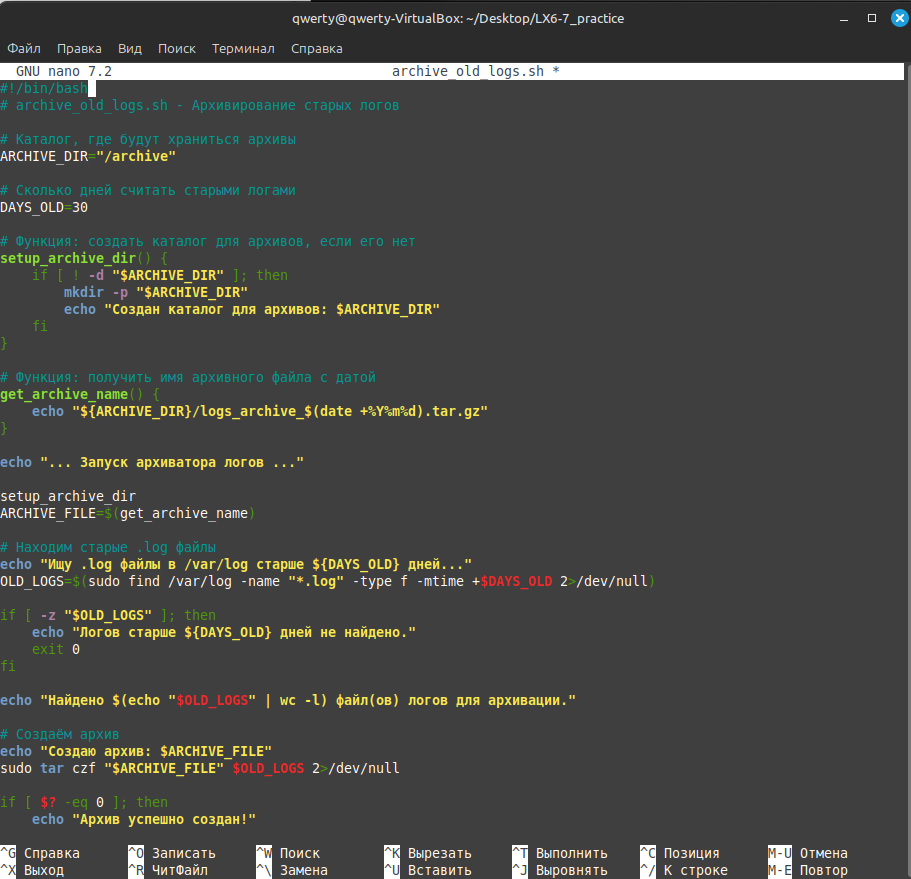 qwerty@qwerty-VirtualBox: ~/Desktop/LX6-7_practice
Файл Правка Вид Поиск Терминал Справка
GNU nano 7.2 archive_old_logs.sh *
#!/bin/bash
# archive_old_logs.sh - Архивирование старых логов
# Каталог, где будут храниться архивы
ARCHIVE_DIR="/archive"
# Сколько дней считать старыми логами
DAYS_OLD=30
# Функция: создать каталог для архивов, если его нет
setup_archive_dir() {
    if [ ! -d "$ARCHIVE_DIR" ]; then
        mkdir -p "$ARCHIVE_DIR"
        echo "Создан каталог для архивов: $ARCHIVE_DIR"
    fi
}
# Функция: получить имя архивного файла с датой
get_archive_name() {
    echo "${ARCHIVE_DIR}/logs_archive_$(date +%Y%m%d).tar.gz"
}
echo "... Запуск архиватора логов ..."
setup_archive_dir
ARCHIVE_FILE=$(get_archive_name)
# Находим старые .log файлы
echo "Ищу .log файлы в /var/log старше ${DAYS_OLD} дней..."
OLD_LOGS=$(sudo find /var/log -name "*.log" -type f -mtime +$DAYS_OLD 2>/dev/null)
if [ -z "$OLD_LOGS" ]; then
    echo "Логов старше ${DAYS_OLD} дней не найдено."
    exit 0
fi
echo "Найдено $(echo "$OLD_LOGS" | wc -l) файл(ов) логов для архивации."
# Создаём архив
echo "Создаю архив: $ARCHIVE_FILE"
sudo tar czf "$ARCHIVE_FILE" $OLD_LOGS 2>/dev/null
if [ $? -eq 0 ]; then
    echo "Архив успешно создан!"
^G Справка ^O Записать ^W Поиск ^K Вырезать ^T Выполнить ^C Позиция M-U Отмена
^X Выход ^R ЧитФайл ^\ Замена ^U Вставить ^J Выровнять ^/ К строке M-E Повтор